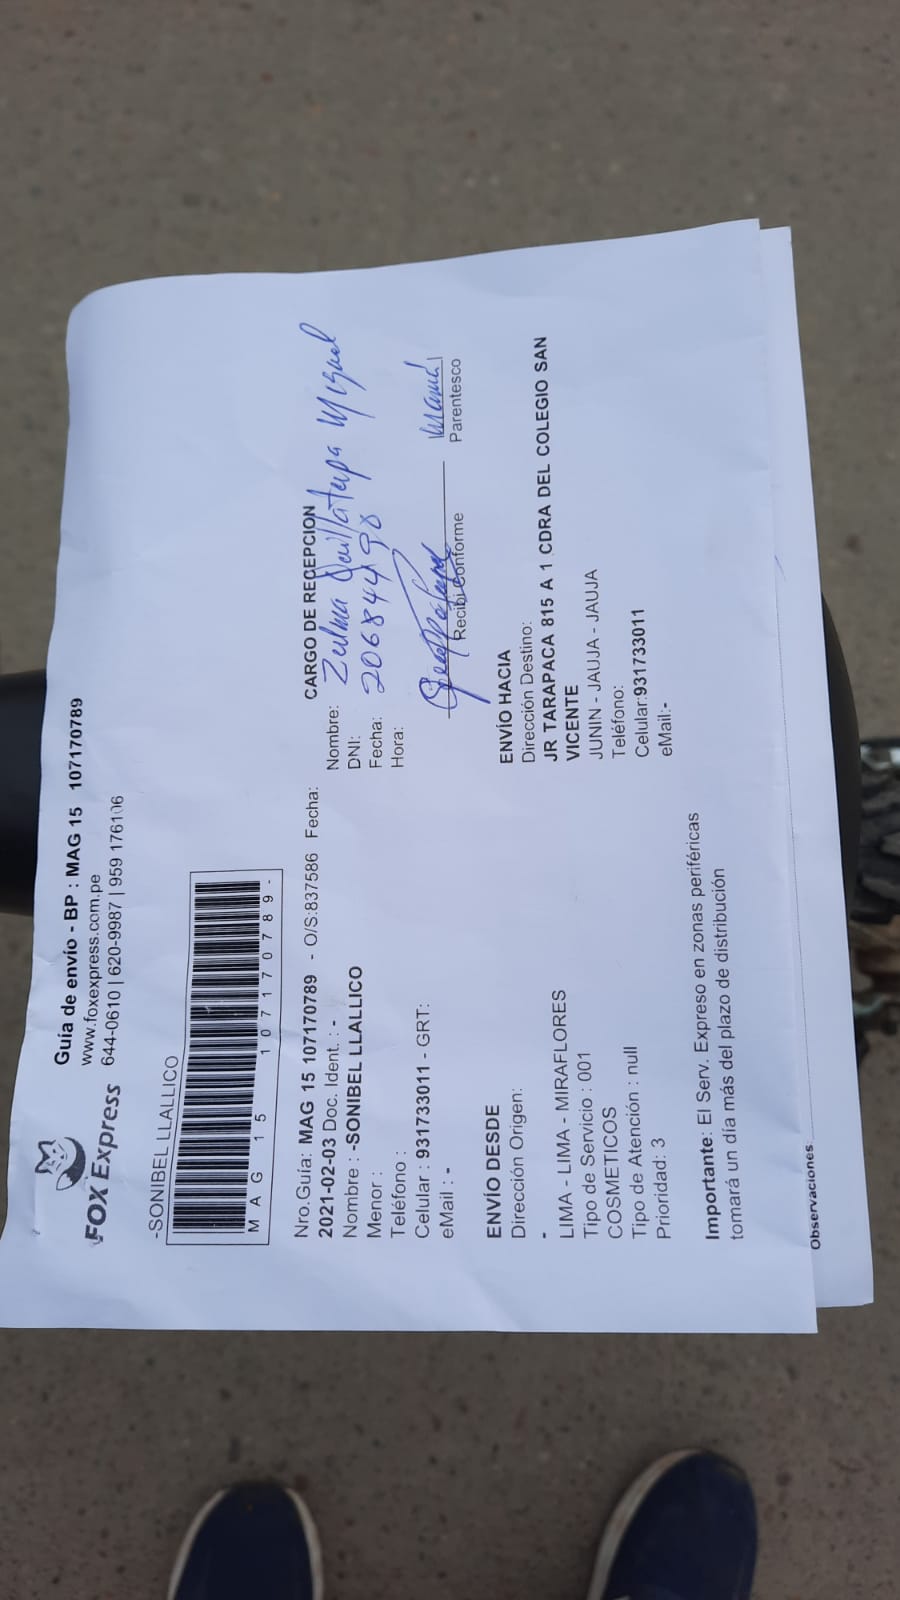 FOX Express
Guía de envío - BP : MAG 15 107170789
www.foxexpress.com.pe
644-0610 | 620-9987 | 959 176106
-SONIBEL LLALLICO
M A G 1 5 1 0 7 1 7 0 7 8 9 -
Nro.Guía: MAG 15 107170789 - O/S:837586 Fecha:
2021-02-03 Doc. Ident. : -
Nombre : -SONIBEL LLALLICO
Menor :
Teléfono :
Celular : 931733011 - GRT:
eMail : -
CARGO DE RECEPCION
Nombre: Zulma Quillatupa Miguel
DNI: 20684498
Fecha:
Hora:
Recibi Conforme
Mamá
Parentesco
ENVÍO DESDE
Dirección Origen:
-
LIMA - LIMA - MIRAFLORES
Tipo de Servicio : 001
COSMETICOS
Tipo de Atención : null
Prioridad: 3
ENVÍO HACIA
Dirección Destino:
JR TARAPACA 815 A 1 CDRA DEL COLEGIO SAN
VICENTE
JUNIN - JAUJA - JAUJA
Teléfono:
Celular:931733011
eMail:-
Importante: El Serv. Expreso en zonas periféricas
tomará un día más del plazo de distribución
Observaciones: